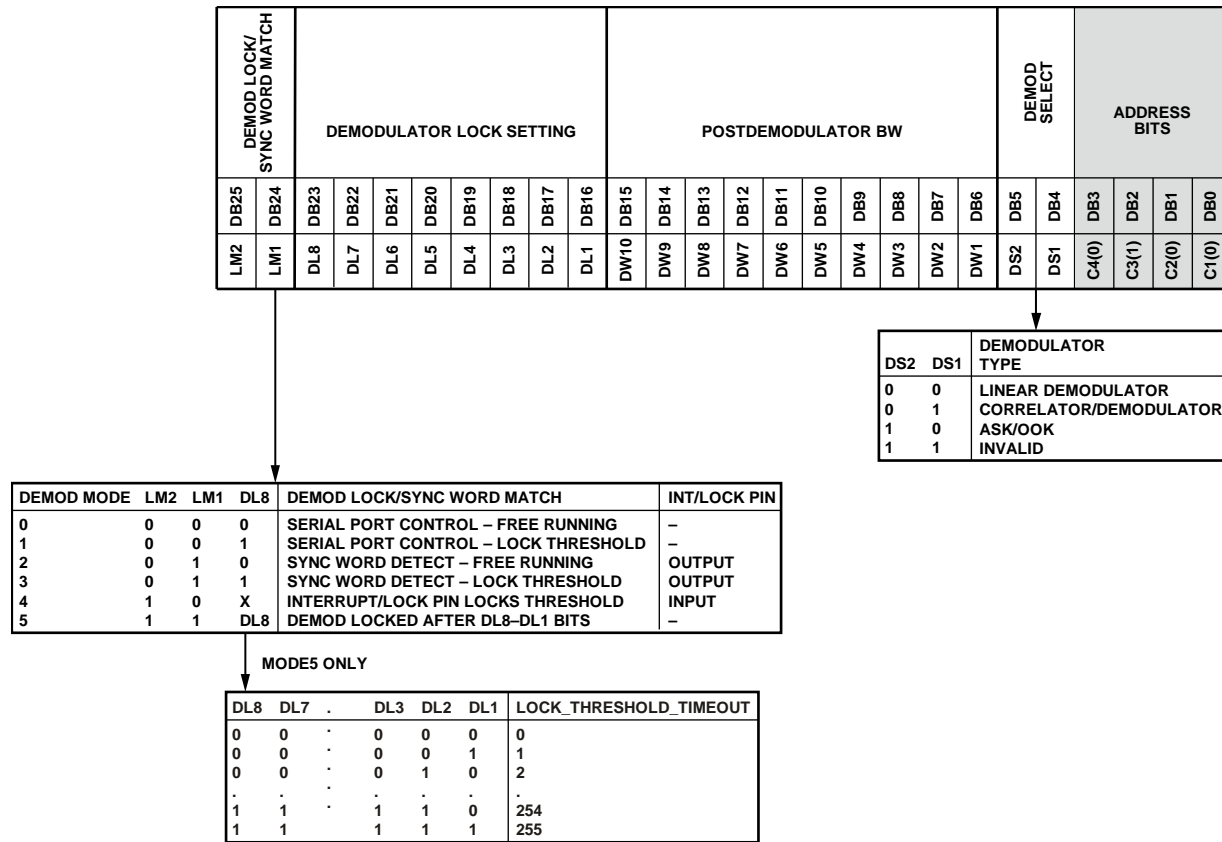 DEMOD LOCK/
SYNC WORD MATCH
DEMODULATOR LOCK SETTING
POSTDEMODULATOR BW
DEMOD
SELECT
ADDRESS
BITS
DB25 DB24 DB23 DB22 DB21 DB20 DB19 DB18 DB17 DB16 DB15 DB14 DB13 DB12 DB11 DB10 DB9 DB8 DB7 DB6 DB5 DB4 DB3 DB2 DB1 DB0
LM2 LM1 DL8 DL7 DL6 DL5 DL4 DL3 DL2 DL1 DW10 DW9 DW8 DW7 DW6 DW5 DW4 DW3 DW2 DW1 DS2 DS1 C4(0) C3(1) C2(0) C1(0)
DS2 DS1 DEMODULATOR
TYPE
0 0 LINEAR DEMODULATOR
0 1 CORRELATOR/DEMODULATOR
1 0 ASK/OOK
1 1 INVALID
DEMOD MODE LM2 LM1 DL8 DEMOD LOCK/SYNC WORD MATCH INT/LOCK PIN
0 0 0 0 SERIAL PORT CONTROL – FREE RUNNING –
1 0 0 1 SERIAL PORT CONTROL – LOCK THRESHOLD –
2 0 1 0 SYNC WORD DETECT – FREE RUNNING OUTPUT
3 0 1 1 SYNC WORD DETECT – LOCK THRESHOLD OUTPUT
4 1 0 X INTERRUPT/LOCK PIN LOCKS THRESHOLD INPUT
5 1 1 DL8 DEMOD LOCKED AFTER DL8–DL1 BITS –
MODE5 ONLY
DL8 DL7 . DL3 DL2 DL1 LOCK_THRESHOLD_TIMEOUT
0 0 . 0 0 0 0
0 0 . 0 0 1 1
0 0 . 0 1 0 2
. . . . . . .
1 1 . 1 1 0 254
1 1 1 1 1 255